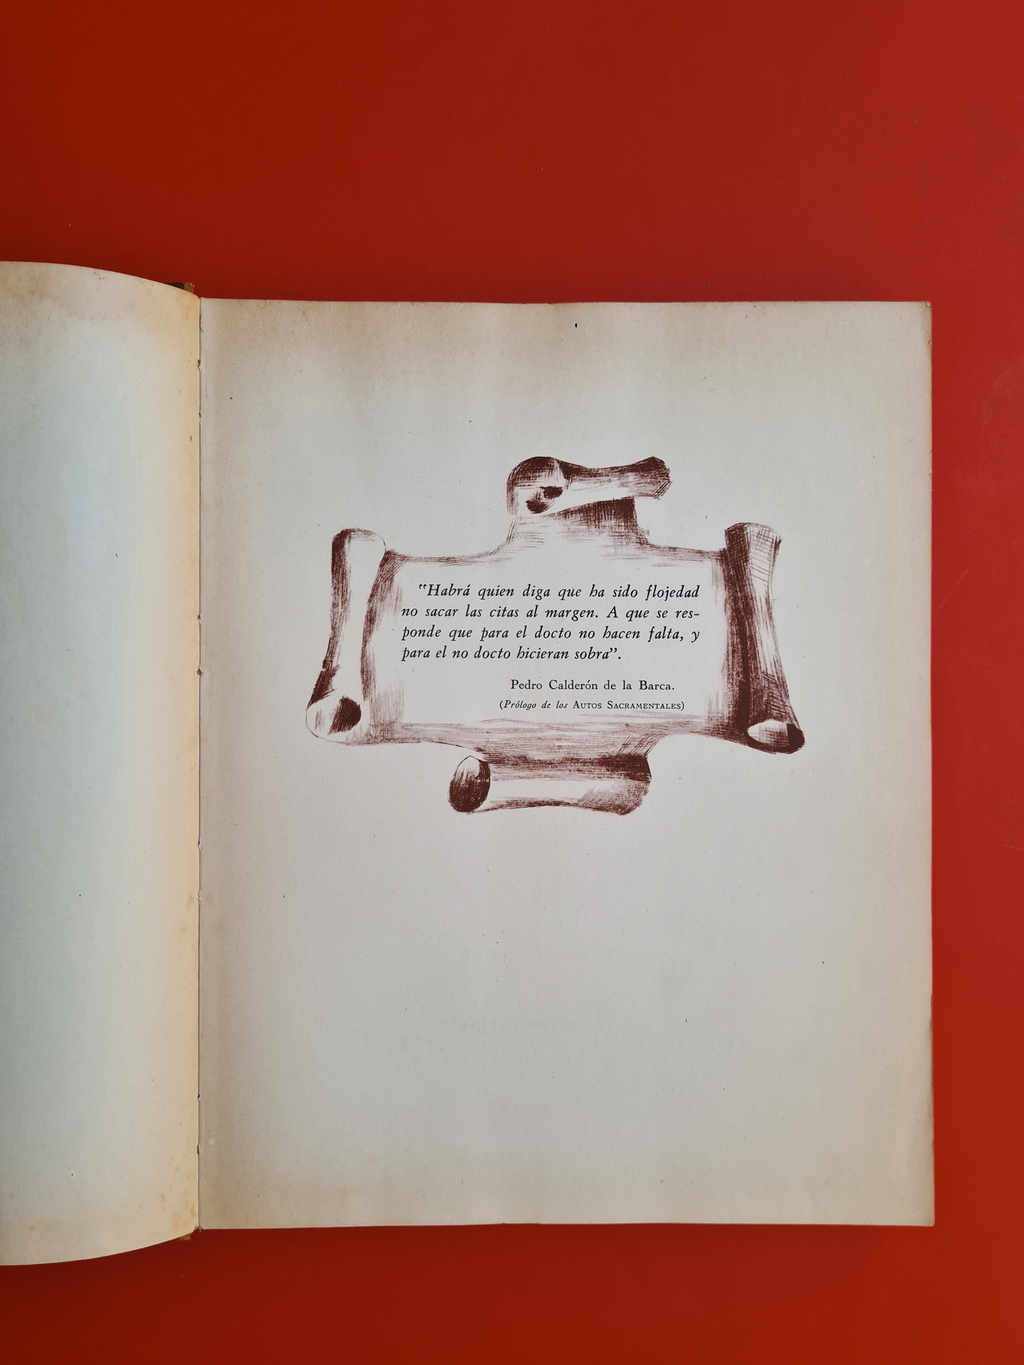 "Habrá quien diga que ha sido flojedad
no sacar las citas al margen. A que se res-
ponde que para el docto no hacen falta, y
para el no docto hicieran sobra".
Pedro Calderón de la Barca.
(Prólogo de los AUTOS SACRAMENTALES)